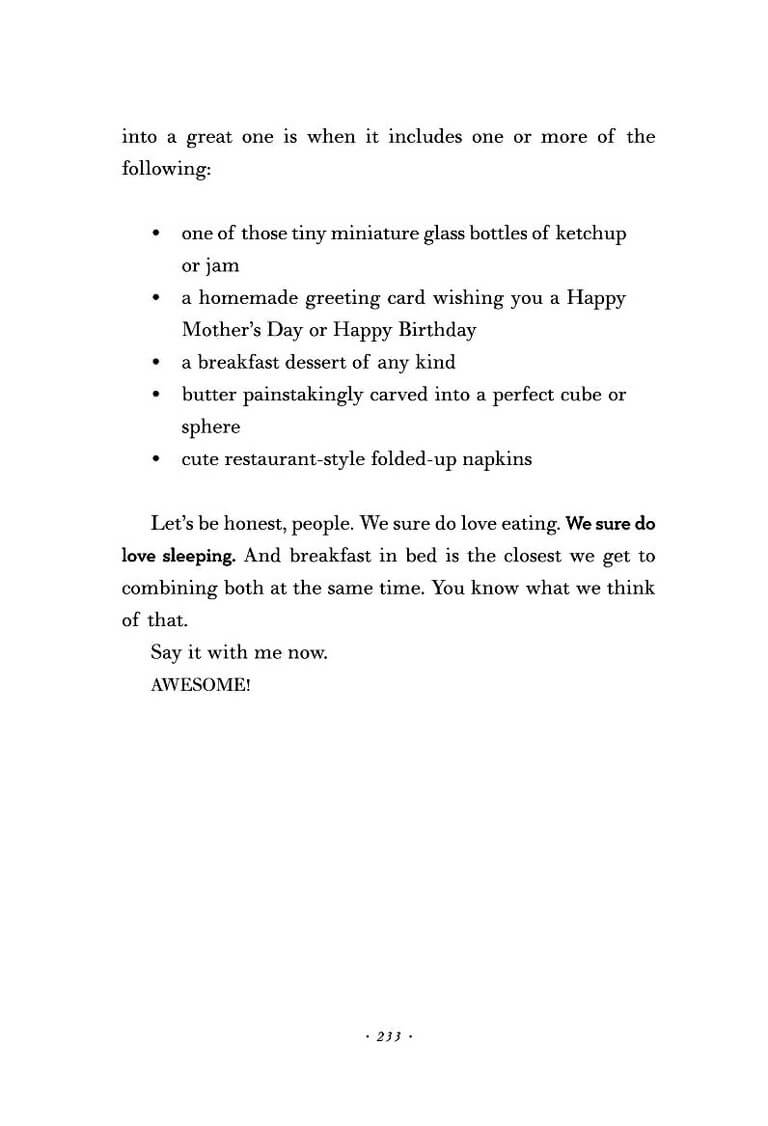 into a great one is when it includes one or more of the
following:
• one of those tiny miniature glass bottles of ketchup
or jam
• a homemade greeting card wishing you a Happy
Mother’s Day or Happy Birthday
• a breakfast dessert of any kind
• butter painstakingly carved into a perfect cube or
sphere
• cute restaurant-style folded-up napkins
Let’s be honest, people. We sure do love eating. We sure do
love sleeping. And breakfast in bed is the closest we get to
combining both at the same time. You know what we think
of that.
Say it with me now.
AWESOME!
· 233 ·